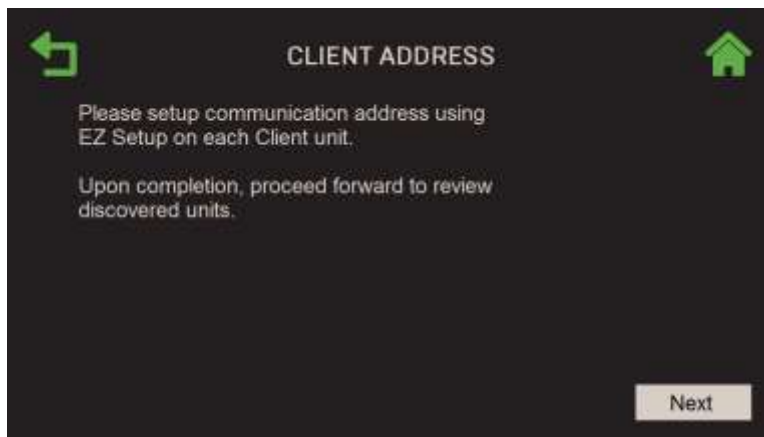 CLIENT ADDRESS
Please setup communication address using
EZ Setup on each Client unit.
Upon completion, proceed forward to review
discovered units.
Next